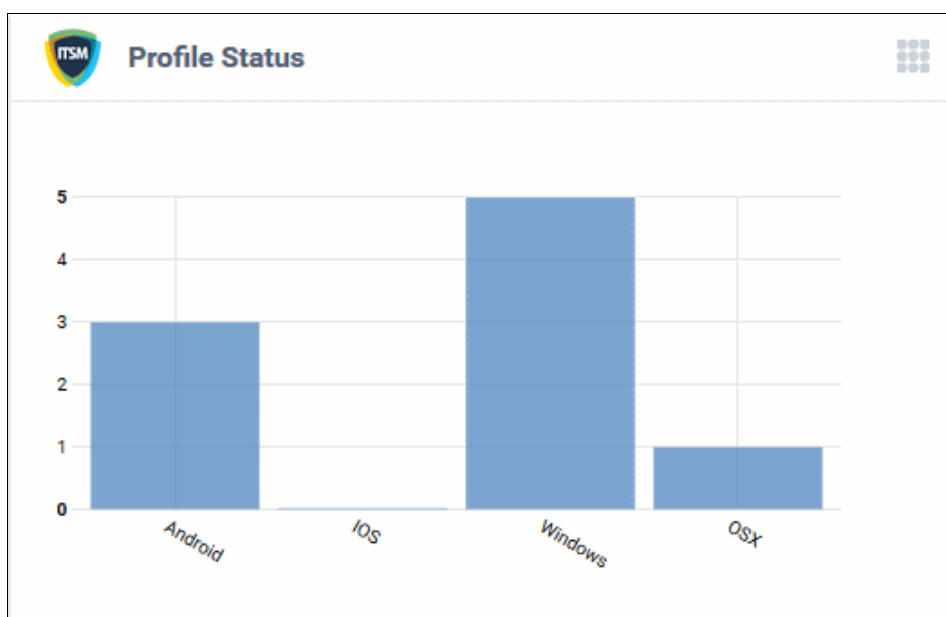 ITSM
Profile Status
5
4
3
2
1
0
Android
IOS
Windows
OSX